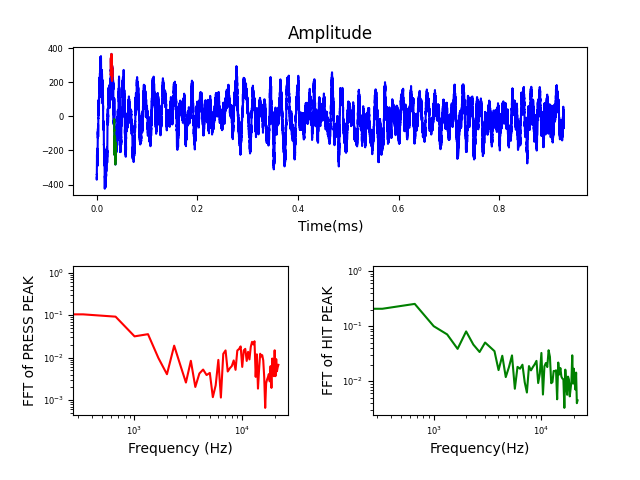 Amplitude
400
200
0
−200
−400
0.0 0.2 0.4 0.6 0.8
Time(ms)
FFT of PRESS PEAK
10⁰
10⁻¹
10⁻²
10⁻³
10³ 10⁴
Frequency (Hz)
FFT of HIT PEAK
10⁰
10⁻¹
10⁻²
10³ 10⁴
Frequency(Hz)